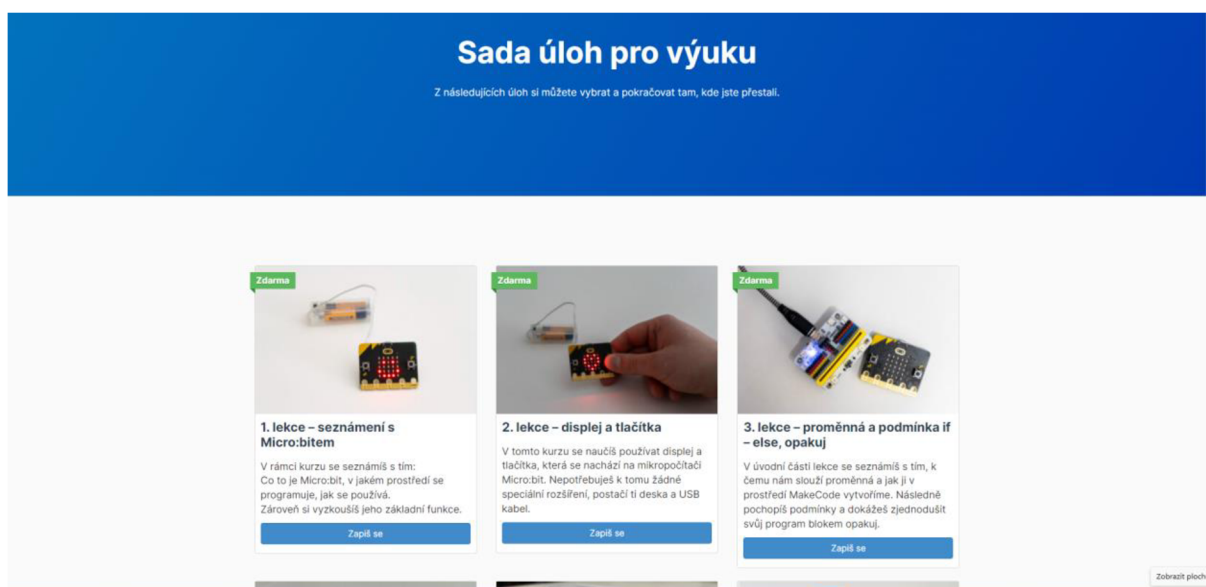 Sada úloh pro výuku
Z následujících úloh si můžete vybrat a pokračovat tam, kde jste přestali.
Zdarma
1. lekce – seznámení s
Micro:bitem
V rámci kurzu se seznámíš s tím:
Co to je Micro:bit, v jakém prostředí se
programuje, jak se používá.
Zároveň si vyzkoušíš jeho základní funkce.
Zapiš se
Zdarma
2. lekce – displej a tlačítka
V tomto kurzu se naučíš používat displej a
tlačítka, která se nachází na mikropočítači
Micro:bit. Nepotřebuješ k tomu žádné
speciální rozšíření, postačí ti deska a USB
kabel.
Zapiš se
Zdarma
3. lekce – proměnná a podmínka if
– else, opakuj
V úvodní části lekce se seznámíš s tím, k
čemu nám slouží proměnná a jak ji v
prostředí MakeCode vytvoříme. Následně
pochopíš podmínky a dokážeš zjednodušit
svůj program blokem opakuj.
Zapiš se
Zobrazit ploch